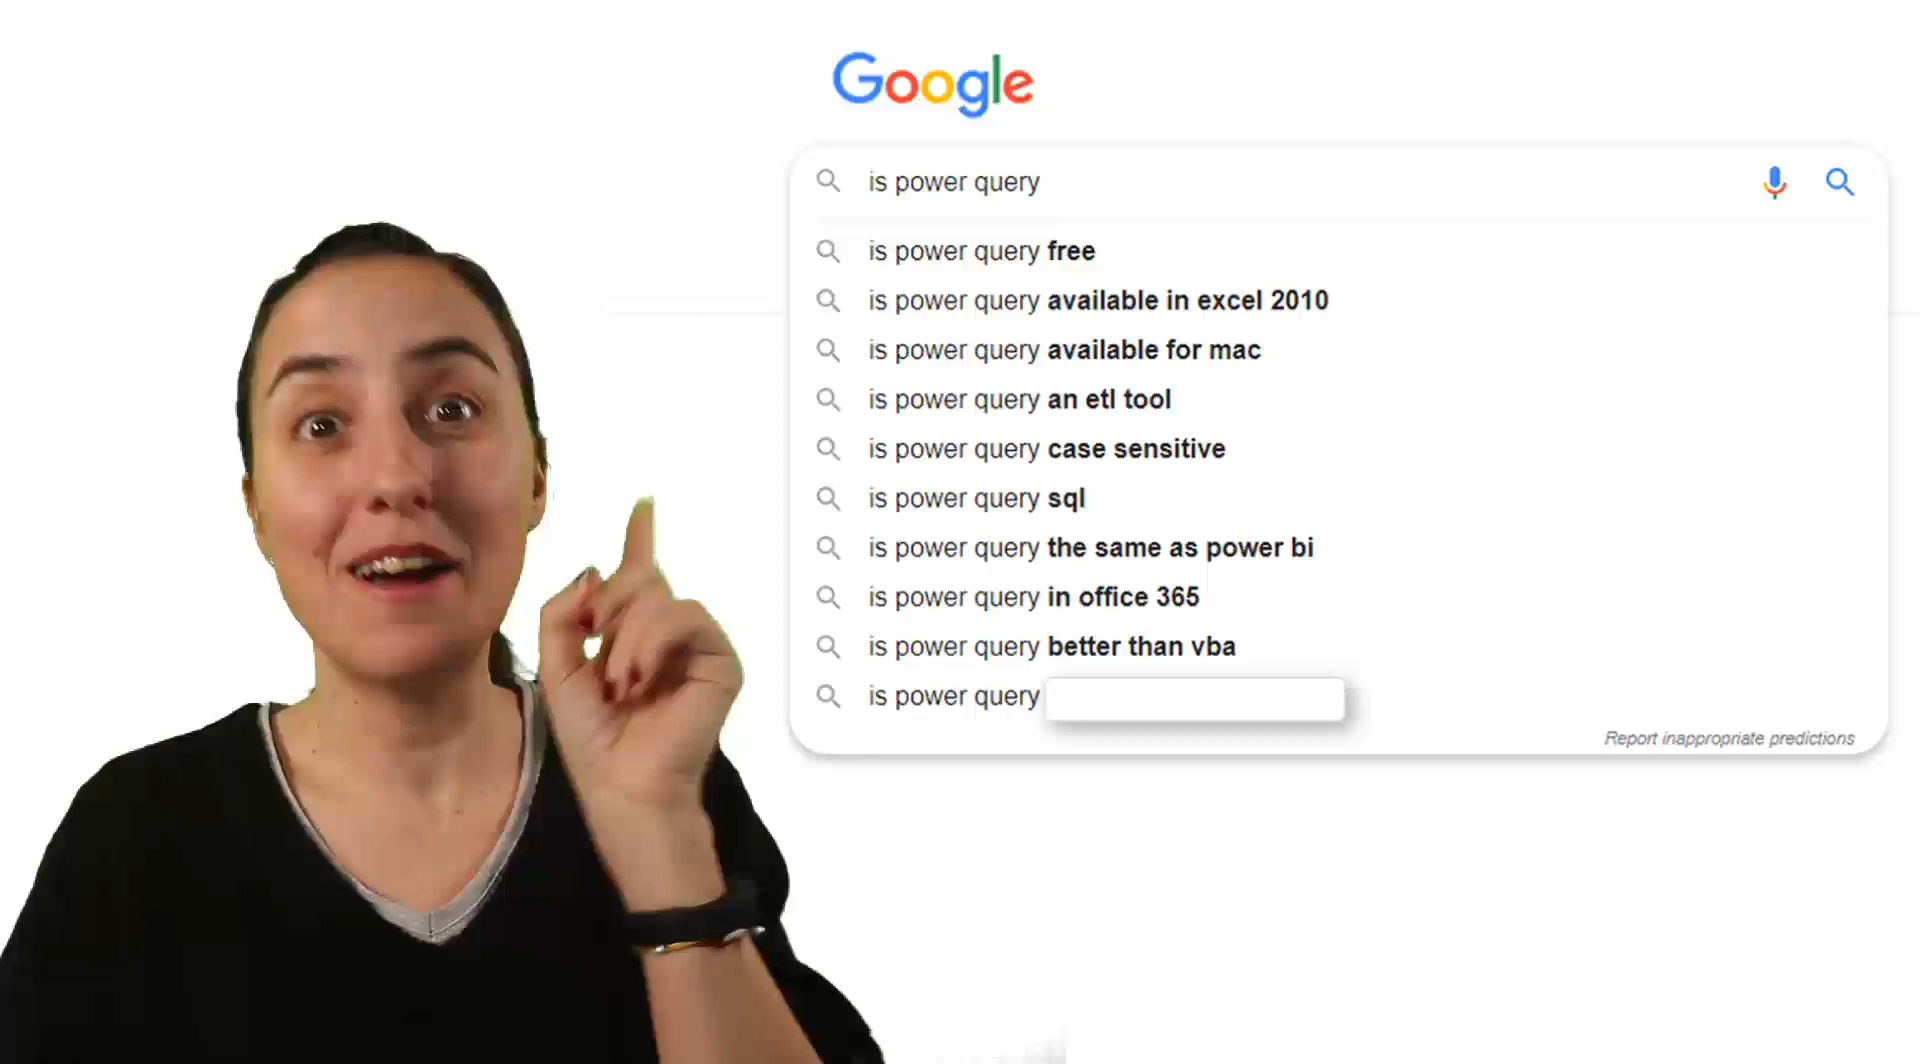 Google
is power query
is power query free
is power query available in excel 2010
is power query available for mac
is power query an etl tool
is power query case sensitive
is power query sql
is power query the same as power bi
is power query in office 365
is power query better than vba
is power query
Report inappropriate predictions